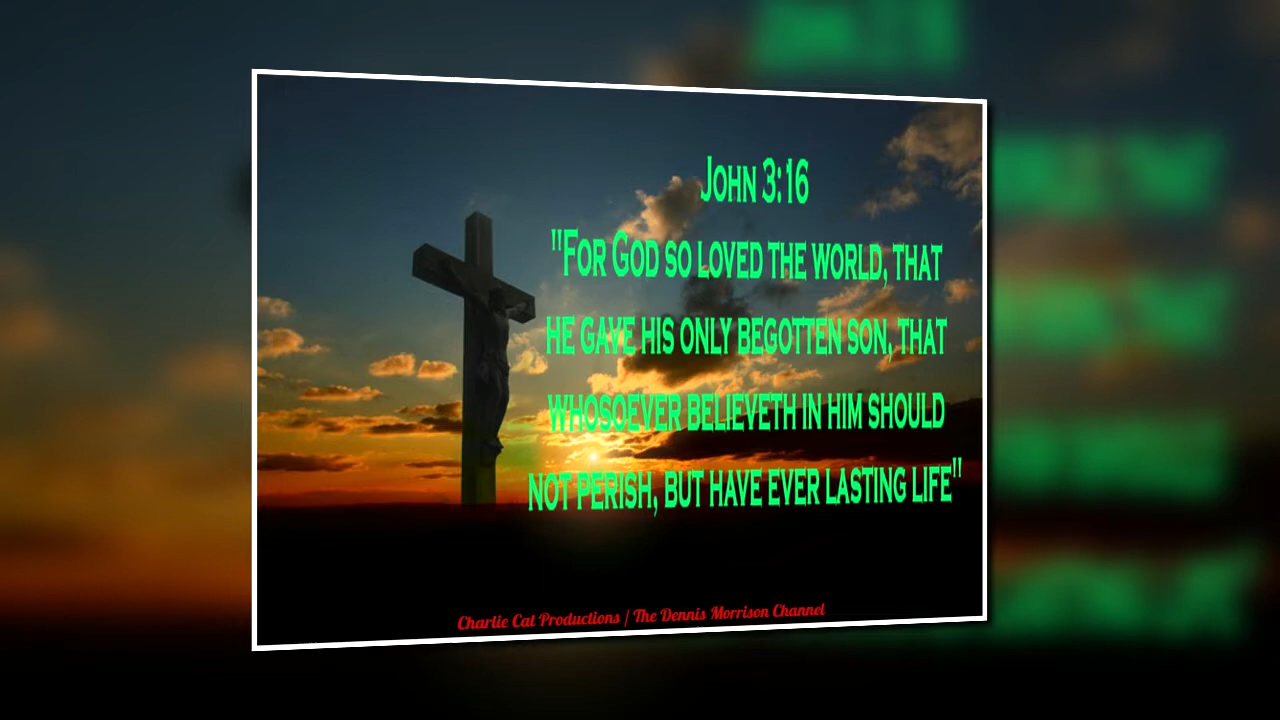 John 3:16
"For God so loved the world, that
he gave his only begotten son, that
whosoever believeth in him should
not perish, but have ever lasting life"
Charlie Cat Productions / The Dennis Morrison Channel